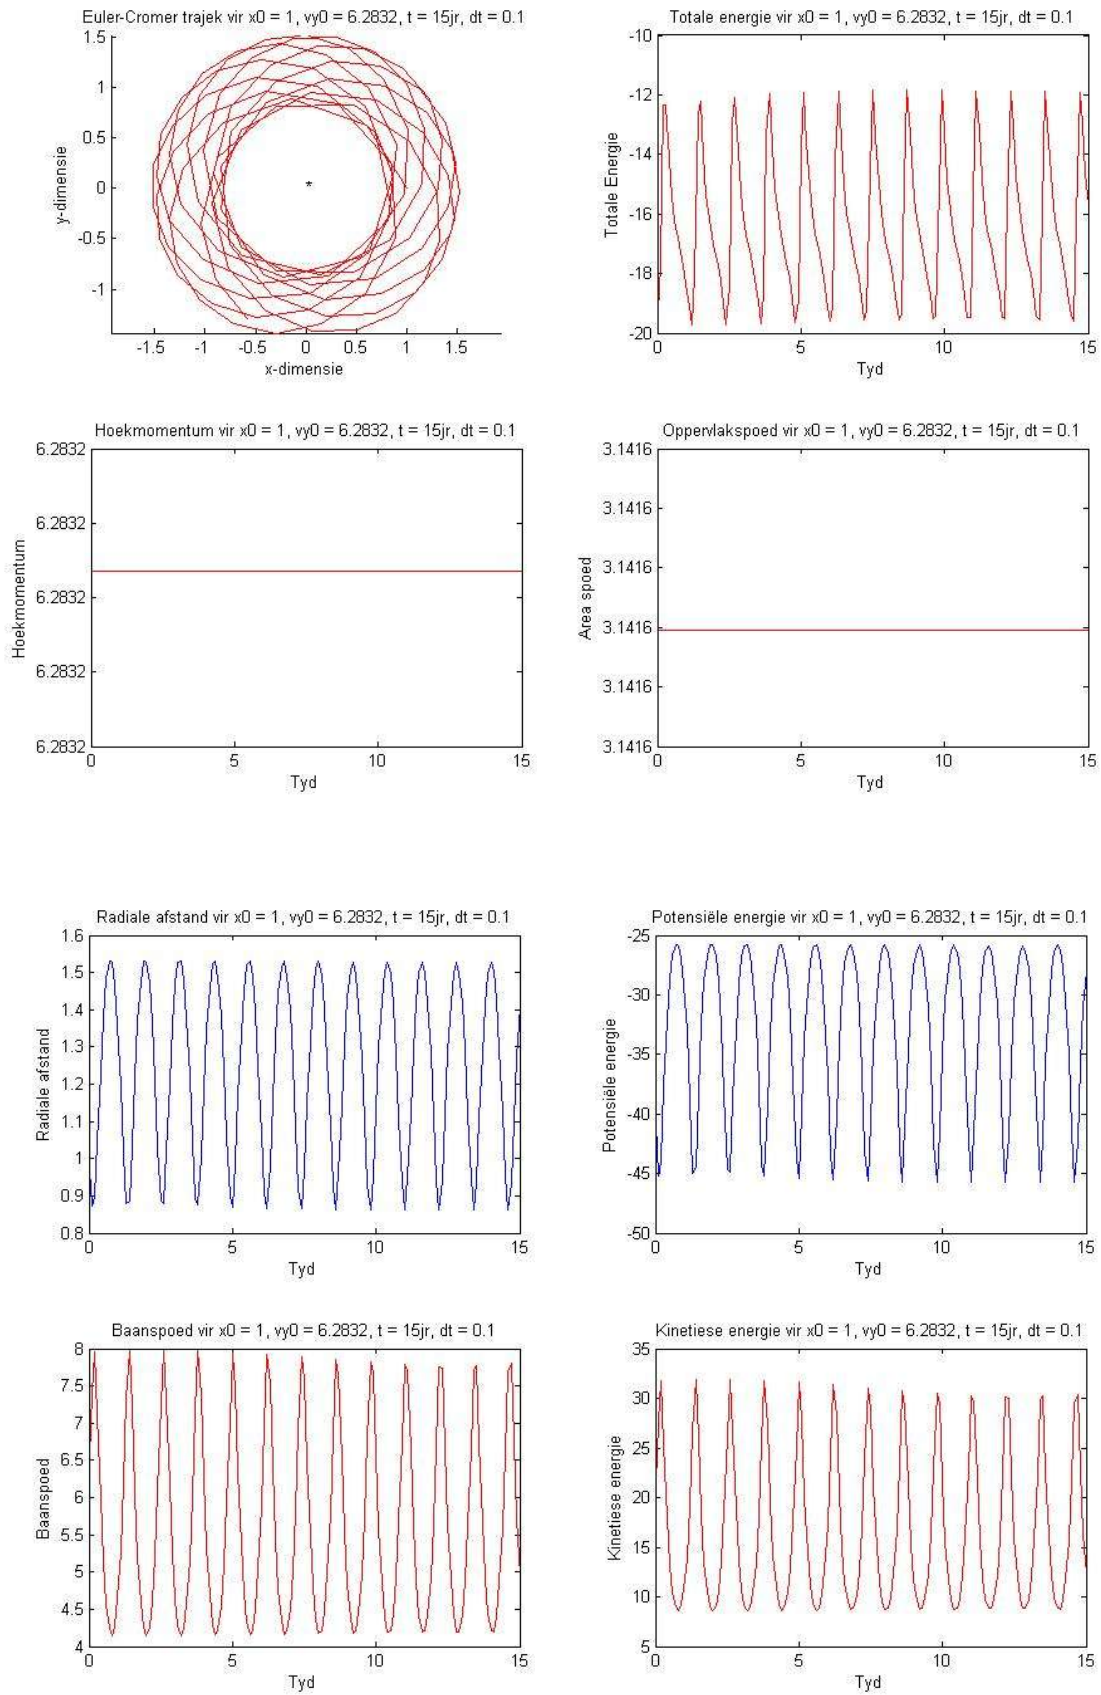 Euler-Cromer trajek vir x0 = 1, vy0 = 6.2832, t = 15jr, dt = 0.1
1.5
1
0.5
0
-0.5
-1
y-dimensie
-1.5 -1 -0.5 0 0.5 1 1.5
x-dimensie
Totale energie vir x0 = 1, vy0 = 6.2832, t = 15jr, dt = 0.1
-10
-12
-14
-16
-18
-20
Totale Energie
0 5 10 15
Tyd
Hoekmomentum vir x0 = 1, vy0 = 6.2832, t = 15jr, dt = 0.1
6.2832
6.2832
6.2832
6.2832
6.2832
Hoekmomentum
0 5 10 15
Tyd
Oppervlakspoed vir x0 = 1, vy0 = 6.2832, t = 15jr, dt = 0.1
3.1416
3.1416
3.1416
3.1416
3.1416
3.1416
Area spoed
0 5 10 15
Tyd
Radiale afstand vir x0 = 1, vy0 = 6.2832, t = 15jr, dt = 0.1
1.6
1.5
1.4
1.3
1.2
1.1
1
0.9
0.8
Radiale afstand
0 5 10 15
Tyd
Potensiële energie vir x0 = 1, vy0 = 6.2832, t = 15jr, dt = 0.1
-25
-30
-35
-40
-45
-50
Potensiële energie
0 5 10 15
Tyd
Baanspoed vir x0 = 1, vy0 = 6.2832, t = 15jr, dt = 0.1
8
7.5
7
6.5
6
5.5
5
4.5
4
Baanspoed
0 5 10 15
Tyd
Kinetiese energie vir x0 = 1, vy0 = 6.2832, t = 15jr, dt = 0.1
35
30
25
20
15
10
5
Kinetiese energie
0 5 10 15
Tyd